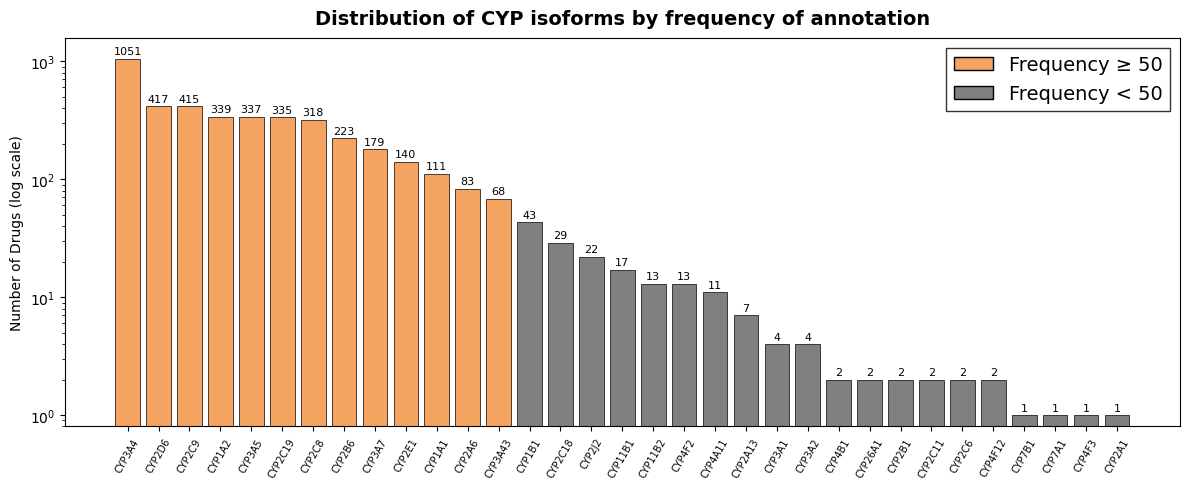 Distribution of CYP isoforms by frequency of annotation
Number of Drugs (log scale)
10³
10²
10¹
10⁰
Frequency ≥ 50
Frequency < 50
1051 417 415 339 337 335 318 223 179 140 111 83 68 43 29 22 17 13 13 11 7 4 4 2 2 2 2 2 2 1 1 1 1
CYP3A4 CYP2D6 CYP2C9 CYP1A2 CYP3A5 CYP2C19 CYP2C8 CYP2B6 CYP3A7 CYP2E1 CYP1A1 CYP2A6 CYP3A43 CYP1B1 CYP2C18 CYP2J2 CYP11B1 CYP11B2 CYP4F2 CYP4A11 CYP2A13 CYP3A1 CYP3A2 CYP4B1 CYP26A1 CYP2B1 CYP2C11 CYP2C6 CYP4F12 CYP7B1 CYP7A1 CYP4F3 CYP2A1